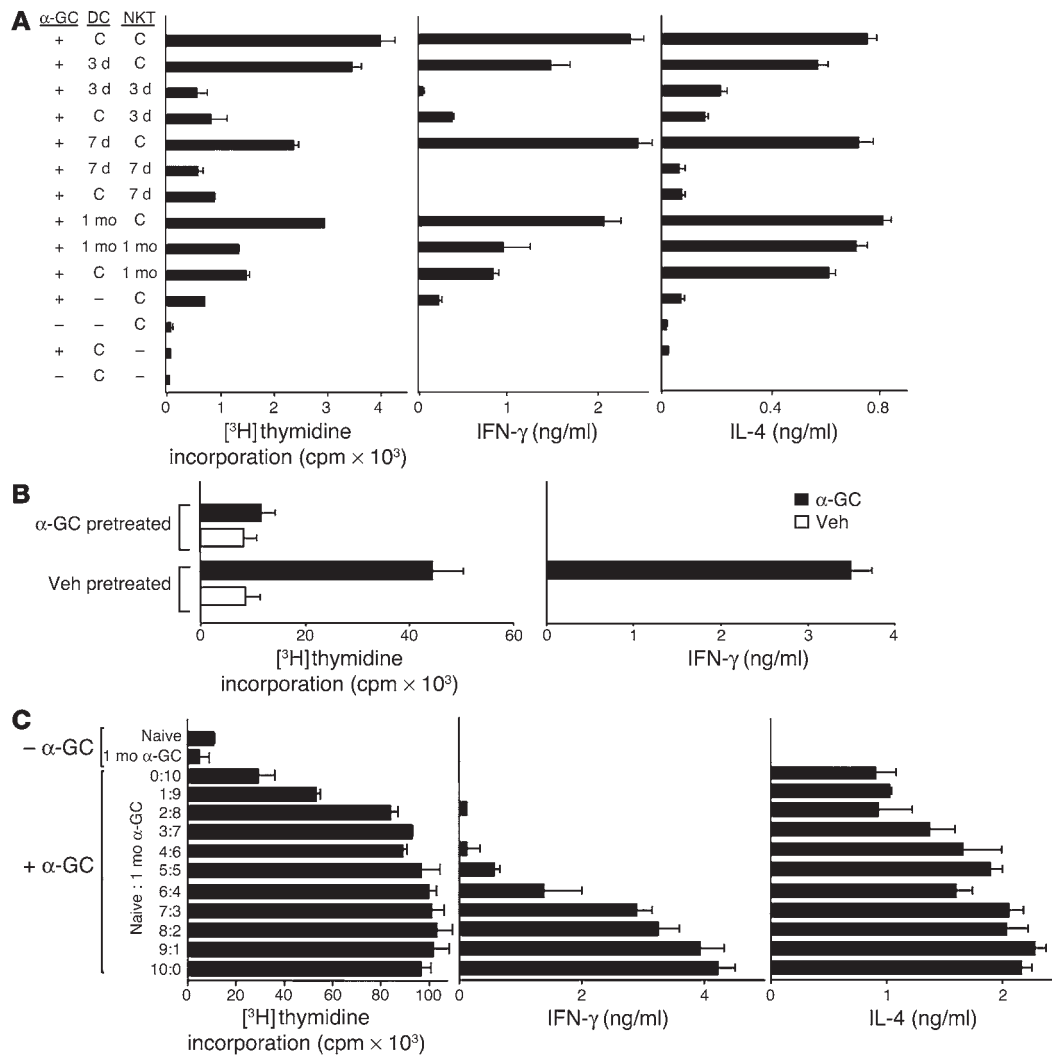 A
α-GC DC NKT
+ C C
+ 3 d C
+ 3 d 3 d
+ C 3 d
+ 7 d C
+ 7 d 7 d
+ C 7 d
+ 1 mo C
+ 1 mo 1 mo
+ C 1 mo
+ – C
– – C
+ C –
– C –
0 1 2 3 4
[³H]thymidine
incorporation (cpm × 10³)
0 1 2
IFN-γ (ng/ml)
0 0.4 0.8
IL-4 (ng/ml)
B
α-GC pretreated
Veh pretreated
0 20 40 60
[³H]thymidine
incorporation (cpm × 10³)
α-GC
Veh
0 1 2 3 4
IFN-γ (ng/ml)
C
– α-GC
Naive
1 mo α-GC
+ α-GC
Naive : 1 mo α-GC
0:10
1:9
2:8
3:7
4:6
5:5
6:4
7:3
8:2
9:1
10:0
0 20 40 60 80 100
[³H]thymidine
incorporation (cpm × 10³)
0 2 4
IFN-γ (ng/ml)
0 1 2
IL-4 (ng/ml)